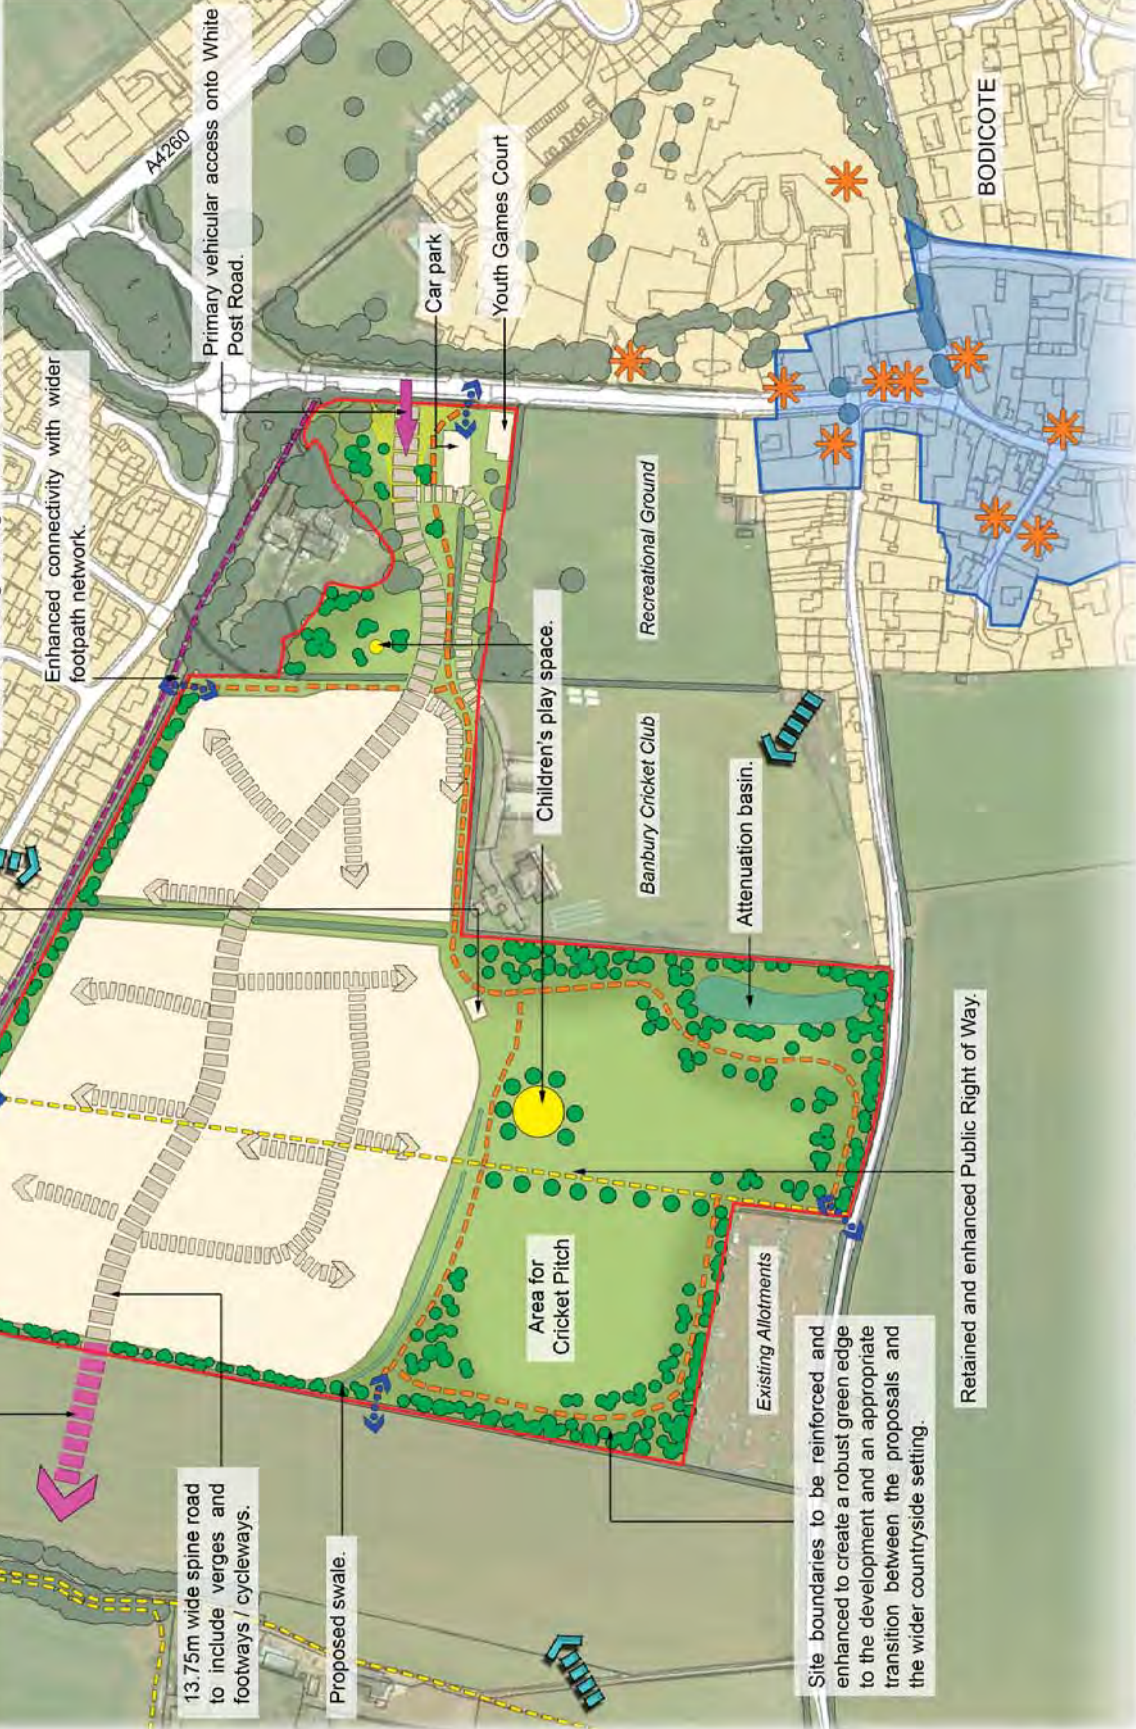 A4260
Primary vehicular access onto White
Post Road.
Enhanced connectivity with wider
footpath network.
Car park
Youth Games Court
BODICOTE
Recreational Ground
Children's play space.
Banbury Cricket Club
Attenuation basin.
Area for
Cricket Pitch
Existing Allotments
Retained and enhanced Public Right of Way.
13.75m wide spine road
to include verges and
footways / cycleways.
Proposed swale.
Site boundaries to be reinforced and
enhanced to create a robust green edge
to the development and an appropriate
transition between the proposals and
the wider countryside setting.